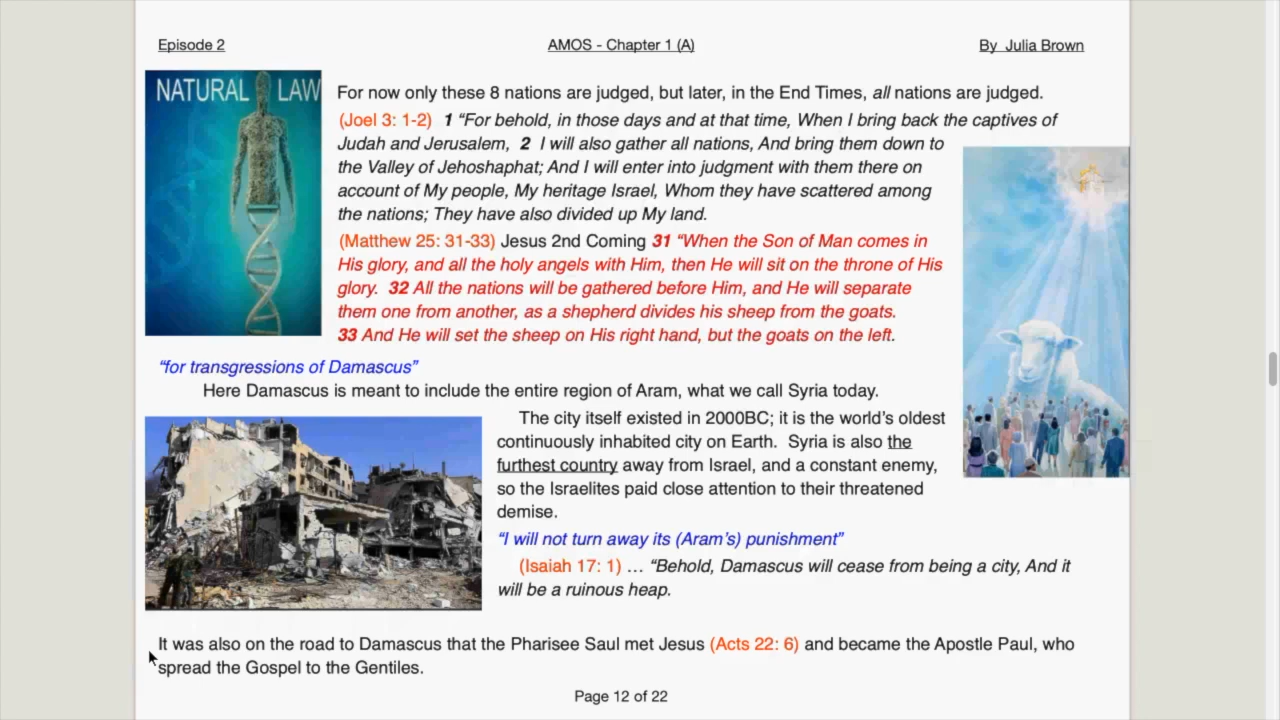 Episode 2
AMOS - Chapter 1 (A)
By Julia Brown
NATURAL LAW
For now only these 8 nations are judged, but later, in the End Times, all nations are judged.
(Joel 3: 1-2) 1 “For behold, in those days and at that time, When I bring back the captives of
Judah and Jerusalem, 2 I will also gather all nations, And bring them down to
the Valley of Jehoshaphat; And I will enter into judgment with them there on
account of My people, My heritage Israel, Whom they have scattered among
the nations; They have also divided up My land.
(Matthew 25: 31-33) Jesus 2nd Coming 31 “When the Son of Man comes in
His glory, and all the holy angels with Him, then He will sit on the throne of His
glory. 32 All the nations will be gathered before Him, and He will separate
them one from another, as a shepherd divides his sheep from the goats.
33 And He will set the sheep on His right hand, but the goats on the left.
“for transgressions of Damascus”
Here Damascus is meant to include the entire region of Aram, what we call Syria today.
The city itself existed in 2000BC; it is the world’s oldest
continuously inhabited city on Earth. Syria is also the
furthest country away from Israel, and a constant enemy,
so the Israelites paid close attention to their threatened
demise.
“I will not turn away its (Aram’s) punishment”
(Isaiah 17: 1) … “Behold, Damascus will cease from being a city, And it
will be a ruinous heap.
It was also on the road to Damascus that the Pharisee Saul met Jesus (Acts 22: 6) and became the Apostle Paul, who
spread the Gospel to the Gentiles.
Page 12 of 22